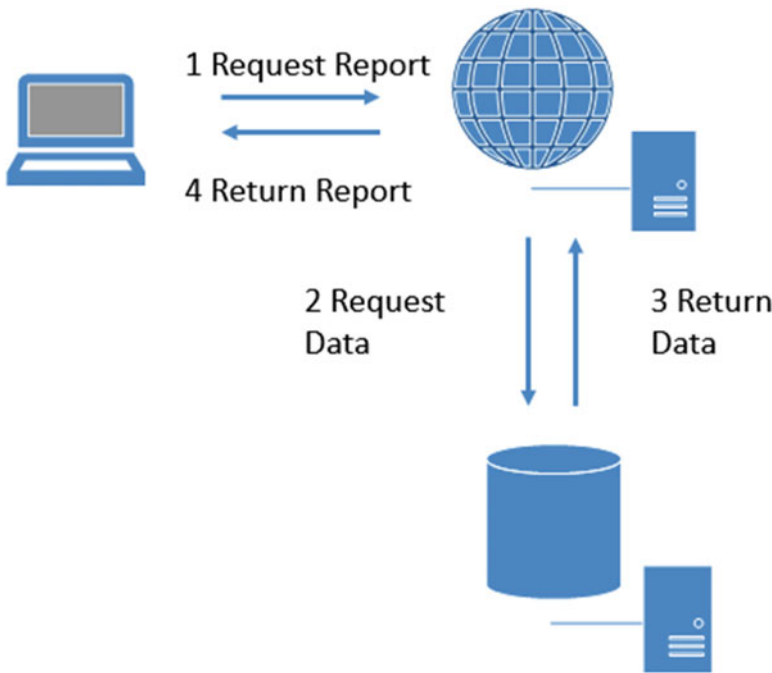 1 Request Report
4 Return Report
2 Request
Data
3 Return
Data